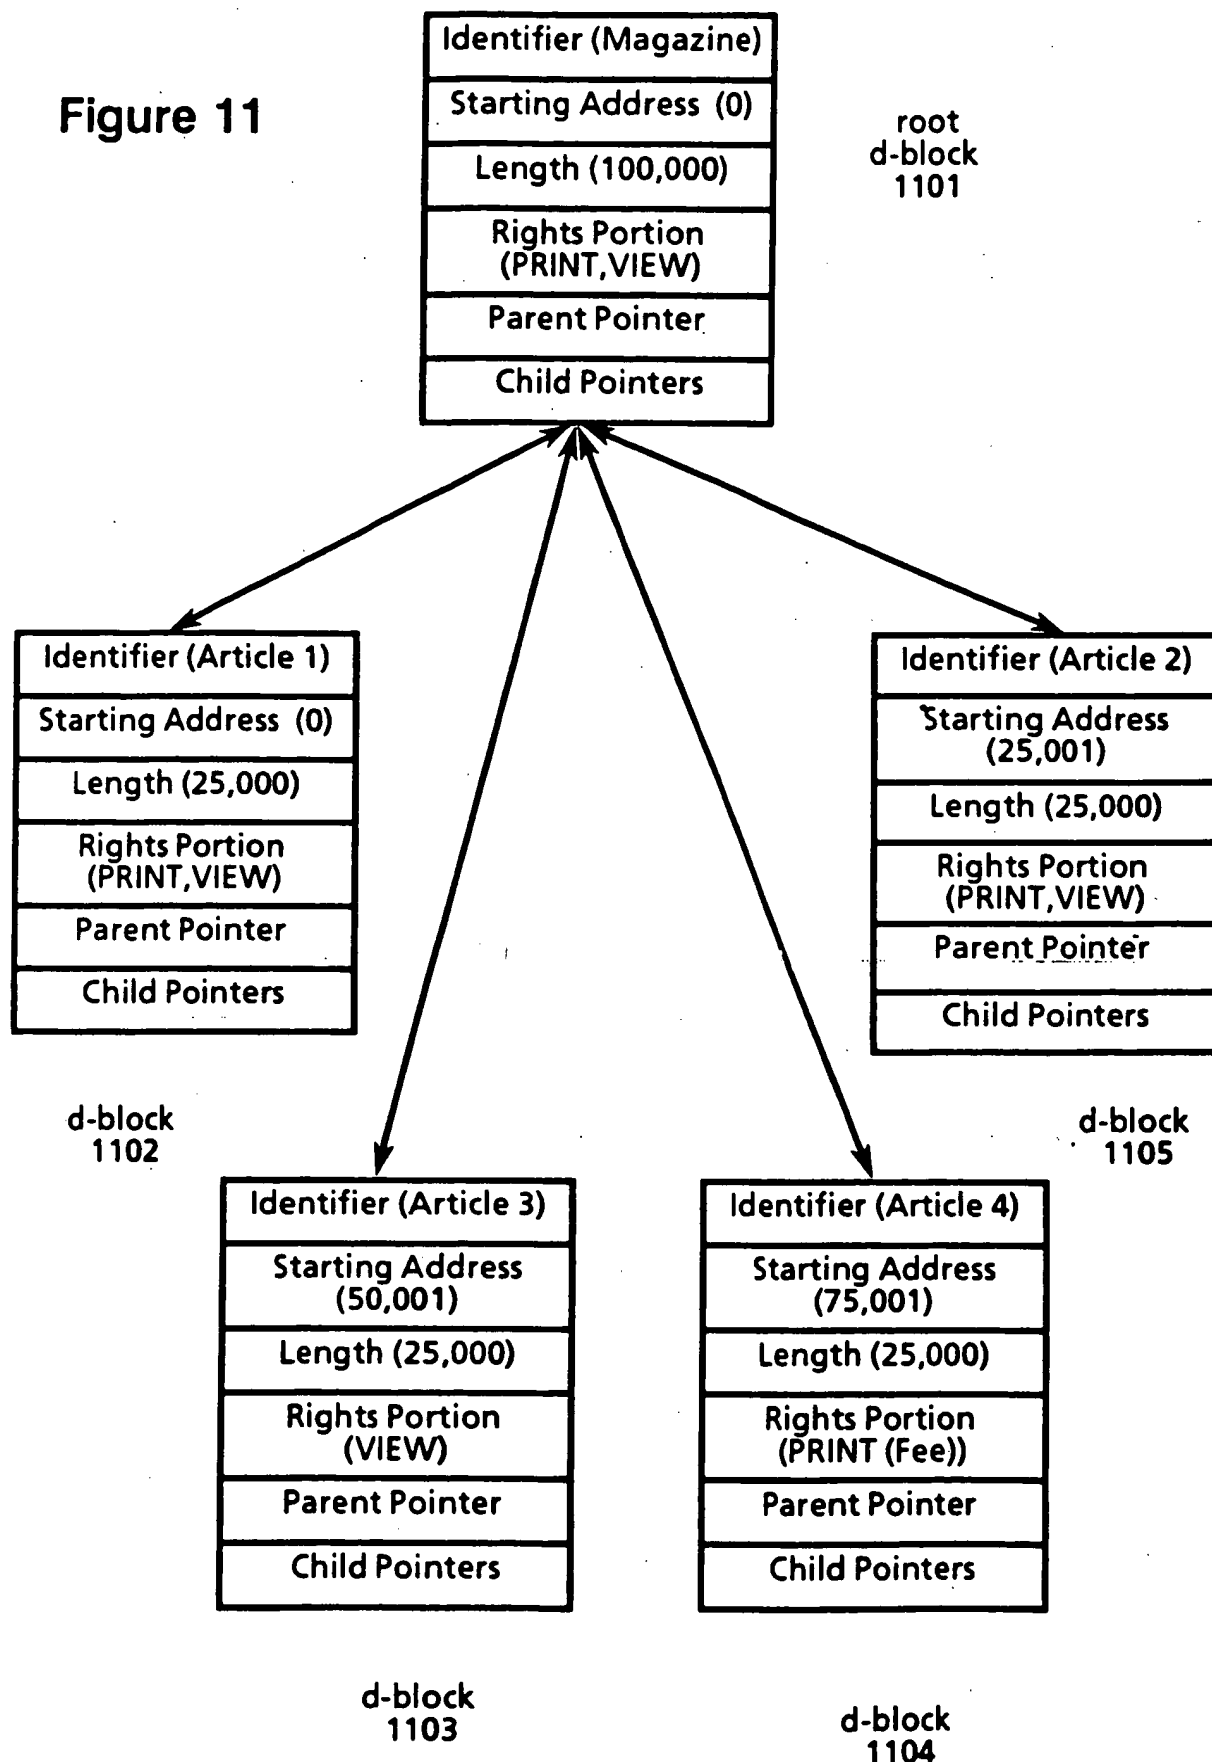 Figure 11
Identifier (Magazine)
Starting Address (0)
Length (100,000)
Rights Portion
(PRINT,VIEW)
Parent Pointer
Child Pointers
root
d-block
1101
Identifier (Article 1)
Starting Address (0)
Length (25,000)
Rights Portion
(PRINT,VIEW)
Parent Pointer
Child Pointers
d-block
1102
Identifier (Article 2)
Starting Address
(25,001)
Length (25,000)
Rights Portion
(PRINT,VIEW)
Parent Pointer
Child Pointers
d-block
1105
Identifier (Article 3)
Starting Address
(50,001)
Length (25,000)
Rights Portion
(VIEW)
Parent Pointer
Child Pointers
d-block
1103
Identifier (Article 4)
Starting Address
(75,001)
Length (25,000)
Rights Portion
(PRINT (Fee))
Parent Pointer
Child Pointers
d-block
1104